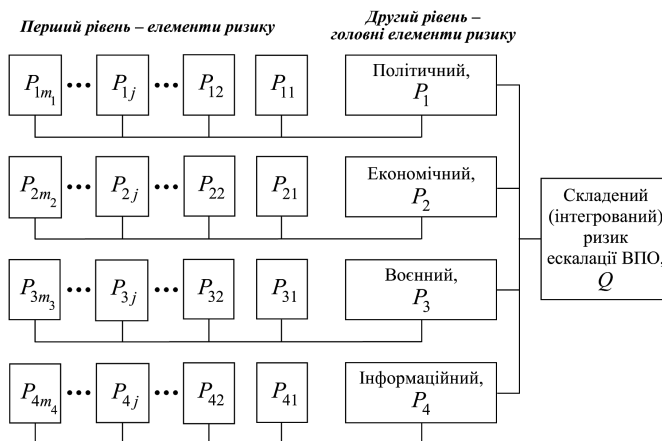 Перший рівень – елементи ризику
Другий рівень –
головні елементи ризику
P1m1 ••• P1j ••• P12 P11
Політичний,
P1
P2m2 ••• P2j ••• P22 P21
Економічний,
P2
P3m3 ••• P3j ••• P32 P31
Воєнний,
P3
P4m4 ••• P4j ••• P42 P41
Інформаційний,
P4
Складений
(інтегрований)
ризик
ескалації ВПО,
Q